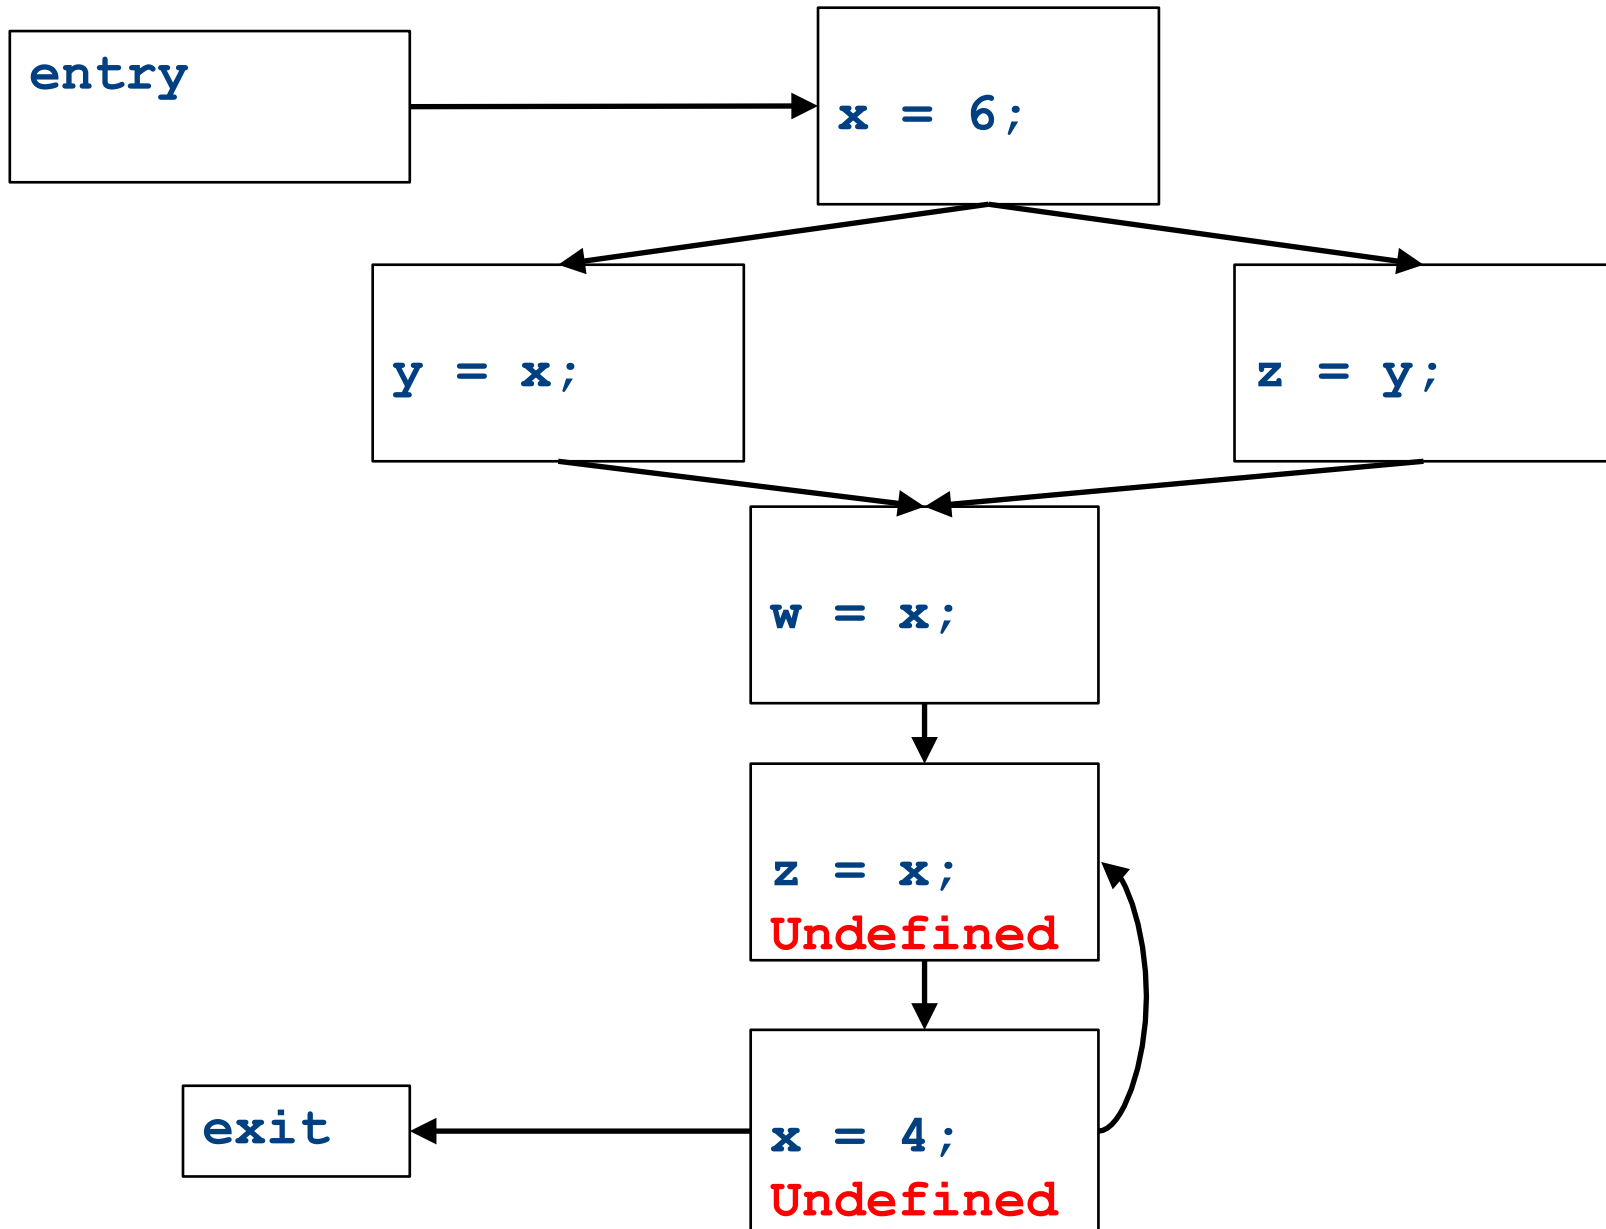 entry
x = 6;
y = x;
z = y;
w = x;
z = x;
Undefined
exit
x = 4;
Undefined